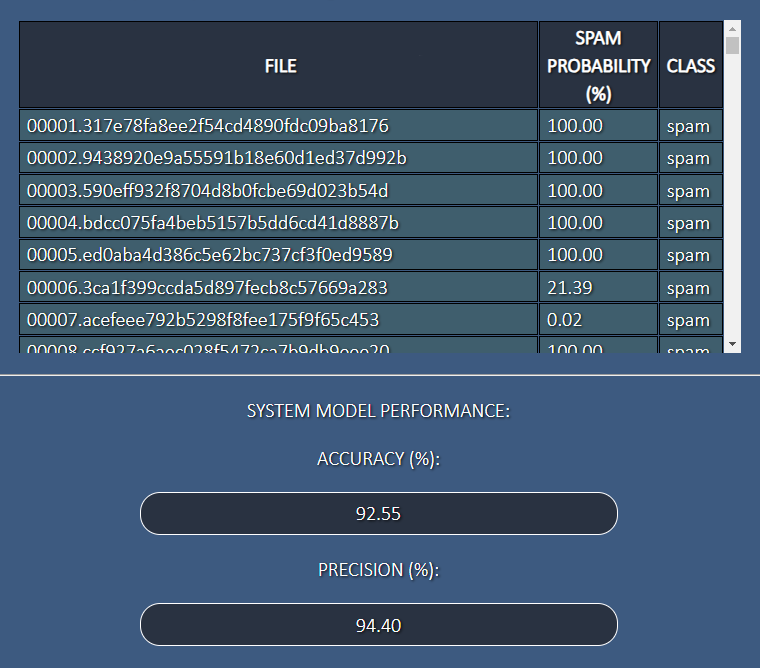 FILE SPAM PROBABILITY (%) CLASS
00001.317e78fa8ee2f54cd4890fdc09ba8176 100.00 spam
00002.9438920e9a55591b18e60d1ed37d992b 100.00 spam
00003.590eff932f8704d8b0fcbe69d023b54d 100.00 spam
00004.bdcc075fa4beb5157b5dd6cd41d8887b 100.00 spam
00005.ed0aba4d386c5e62bc737cf3f0ed9589 100.00 spam
00006.3ca1f399ccda5d897fecb8c57669a283 21.39 spam
00007.acefeee792b5298f8fee175f9f65c453 0.02 spam
100.00 spam
SYSTEM MODEL PERFORMANCE:
ACCURACY (%):
92.55
PRECISION (%):
94.40